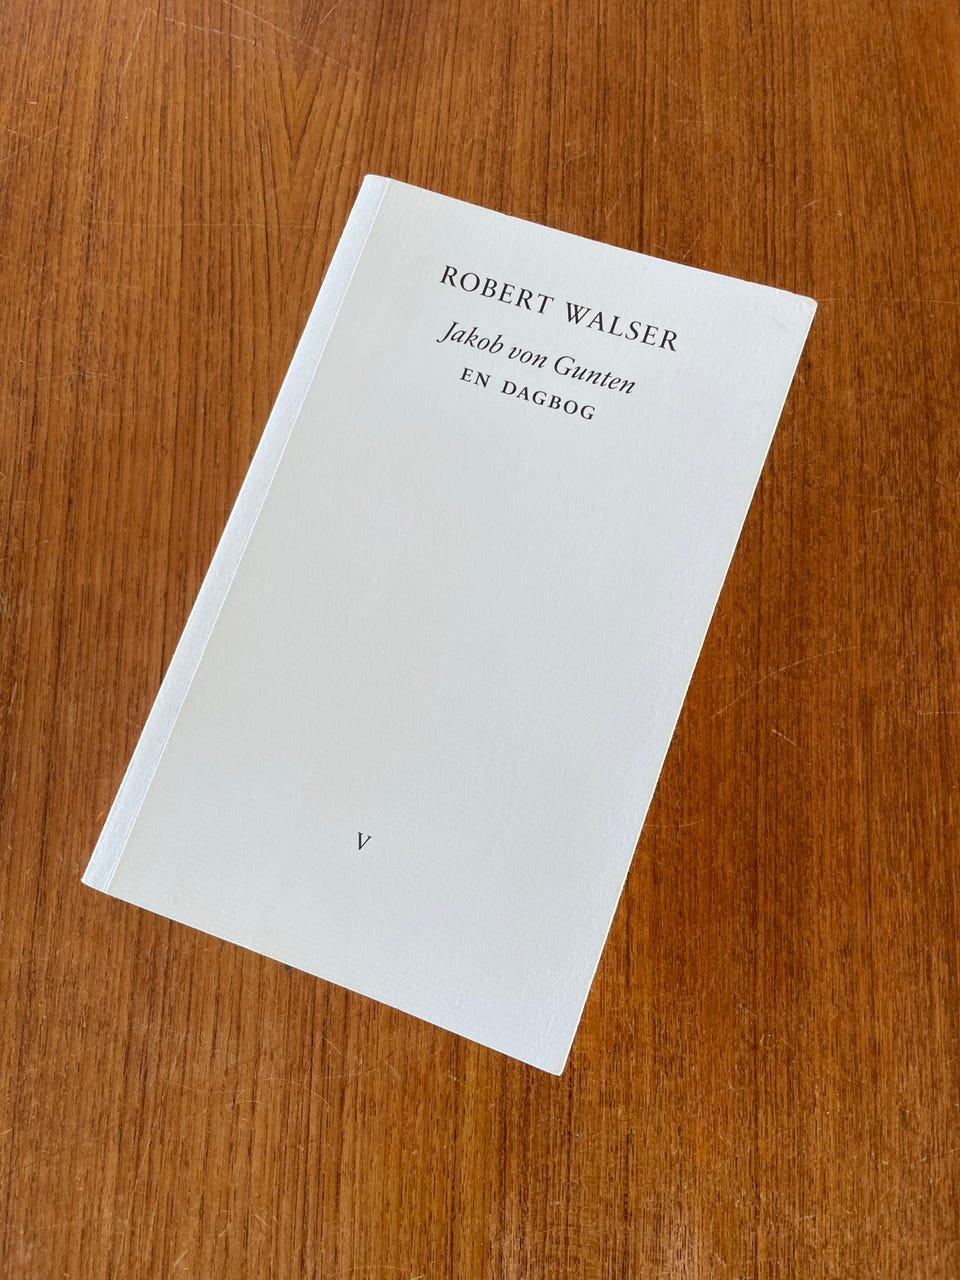 ROBERT WALSER
Jakob von Gunten
EN DAGBOG
V